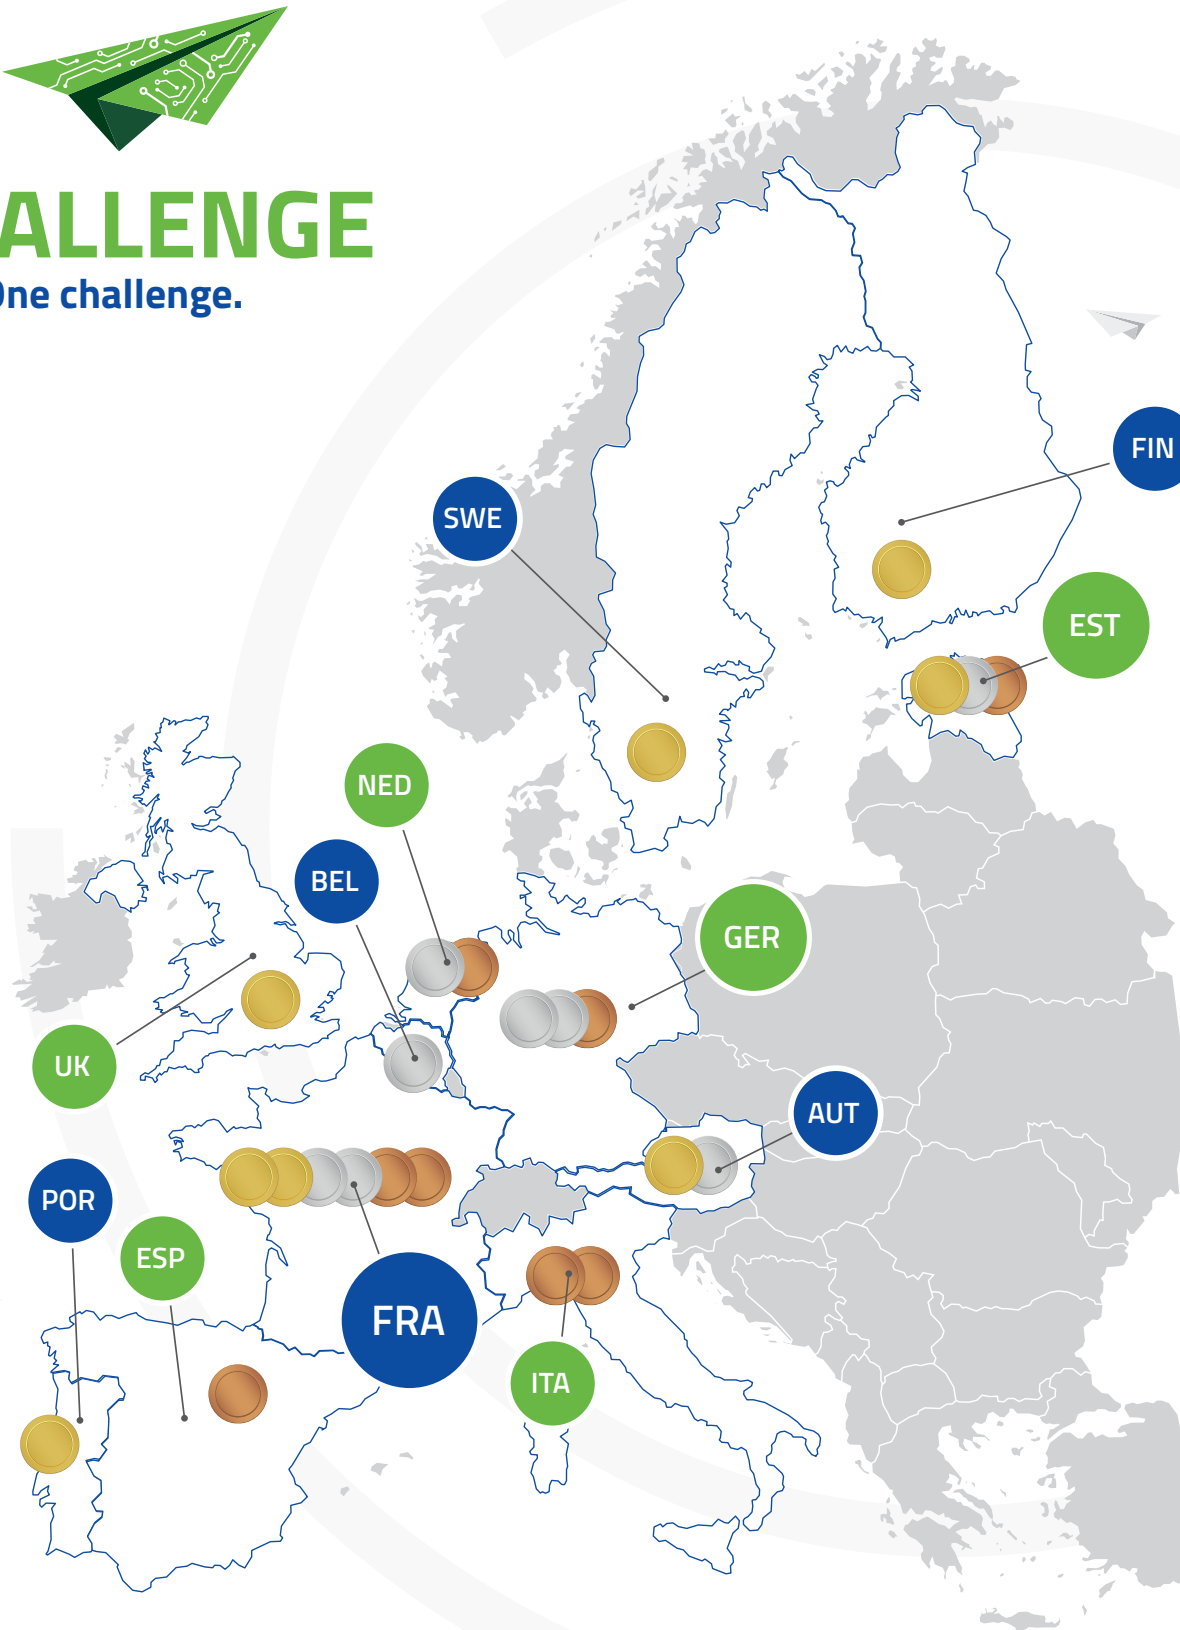 ALLENGE
One challenge.
FIN
SWE
EST
NED
BEL
GER
UK
AUT
POR
ESP
FRA
ITA